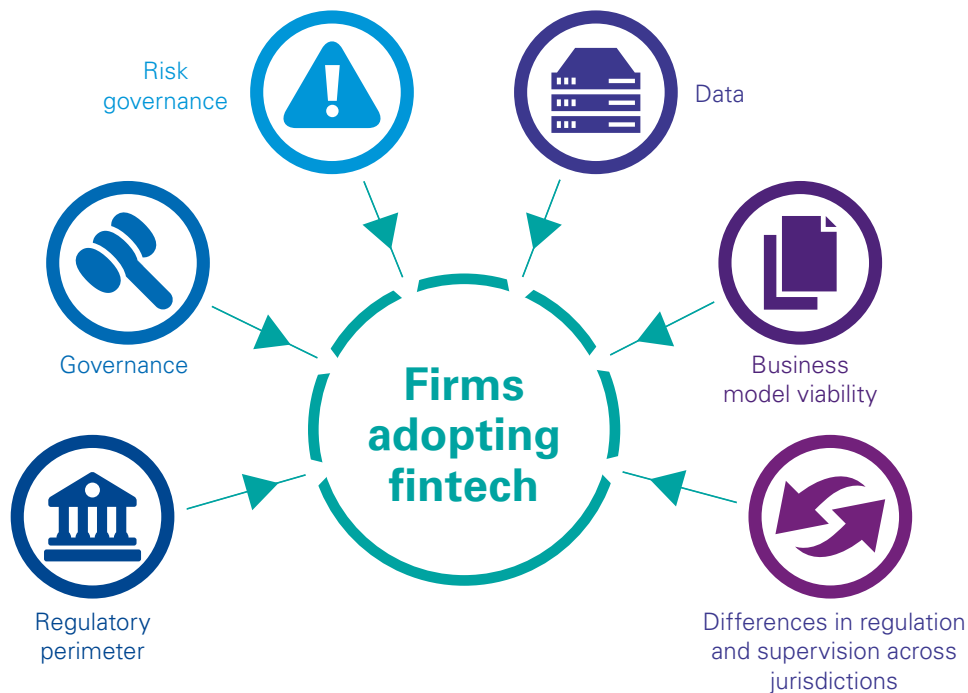 Risk
governance
Data
Governance
Business
model viability
Firms
adopting
fintech
Regulatory
perimeter
Differences in regulation
and supervision across
jurisdictions